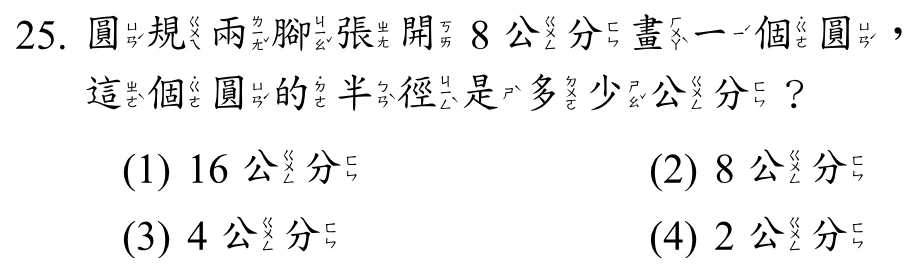 25. 圓規兩腳張開 8 公分畫一個圓，
這個圓的半徑是多少公分？
(1) 16 公分 (2) 8 公分
(3) 4 公分 (4) 2 公分